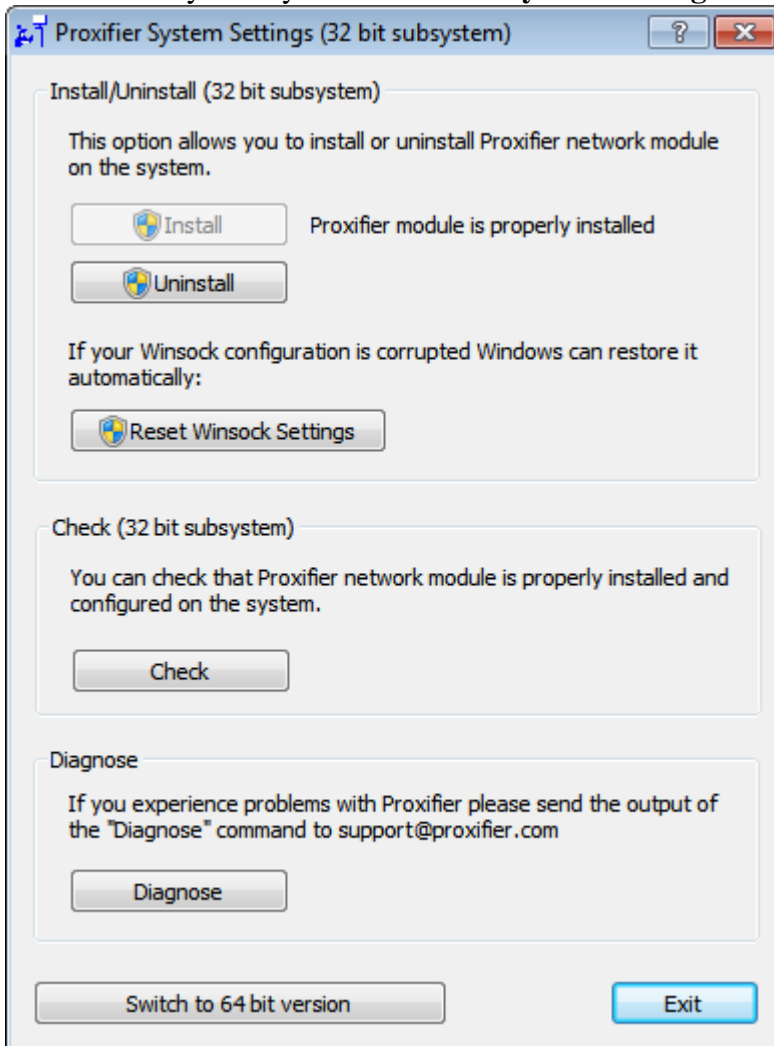 Proxifier System Settings (32 bit subsystem)
Install/Uninstall (32 bit subsystem)
This option allows you to install or uninstall Proxifier network module
on the system.
Install
Proxifier module is properly installed
Uninstall
If your Winsock configuration is corrupted Windows can restore it
automatically:
Reset Winsock Settings
Check (32 bit subsystem)
You can check that Proxifier network module is properly installed and
configured on the system.
Check
Diagnose
If you experience problems with Proxifier please send the output of
the "Diagnose" command to support@proxifier.com
Diagnose
Switch to 64 bit version
Exit